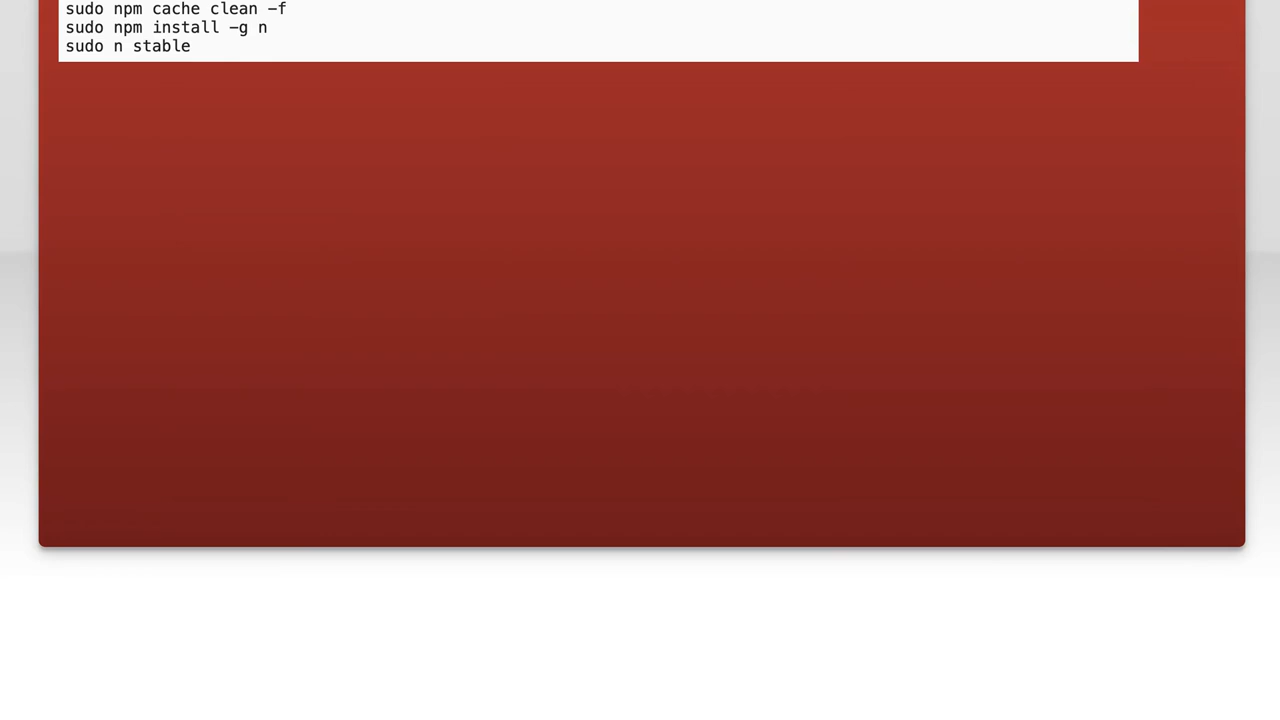 sudo npm cache clean -f
sudo npm install -g n
sudo n stable